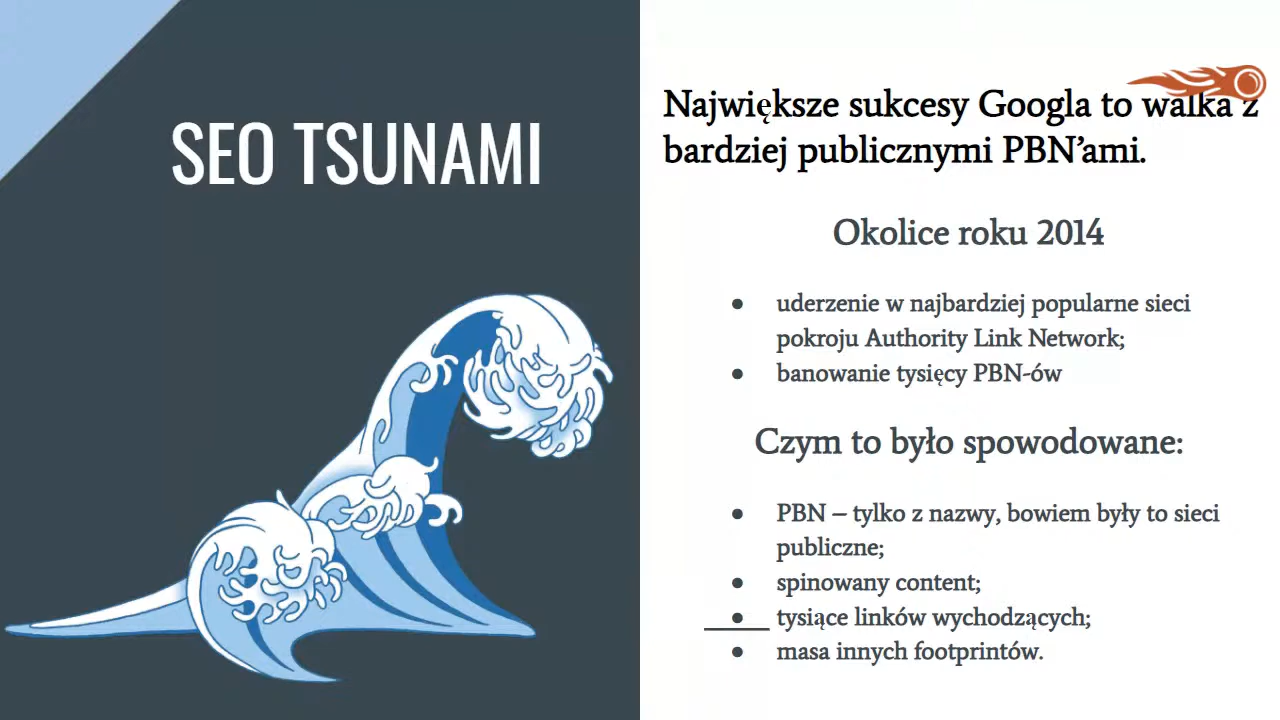 SEO TSUNAMI
Największe sukcesy Googla to walka z
bardziej publicznymi PBN’ami.
Okolice roku 2014
● uderzenie w najbardziej popularne sieci
pokroju Authority Link Network;
● banowanie tysięcy PBN-ów
Czym to było spowodowane:
● PBN – tylko z nazwy, bowiem były to sieci
publiczne;
● spinowany content;
● tysiące linków wychodzących;
● masa innych footprintów.